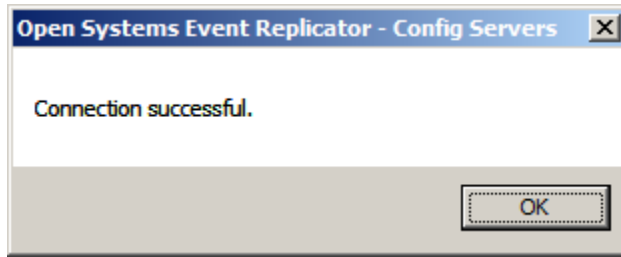 Open Systems Event Replicator - Config Servers
Connection successful.
OK